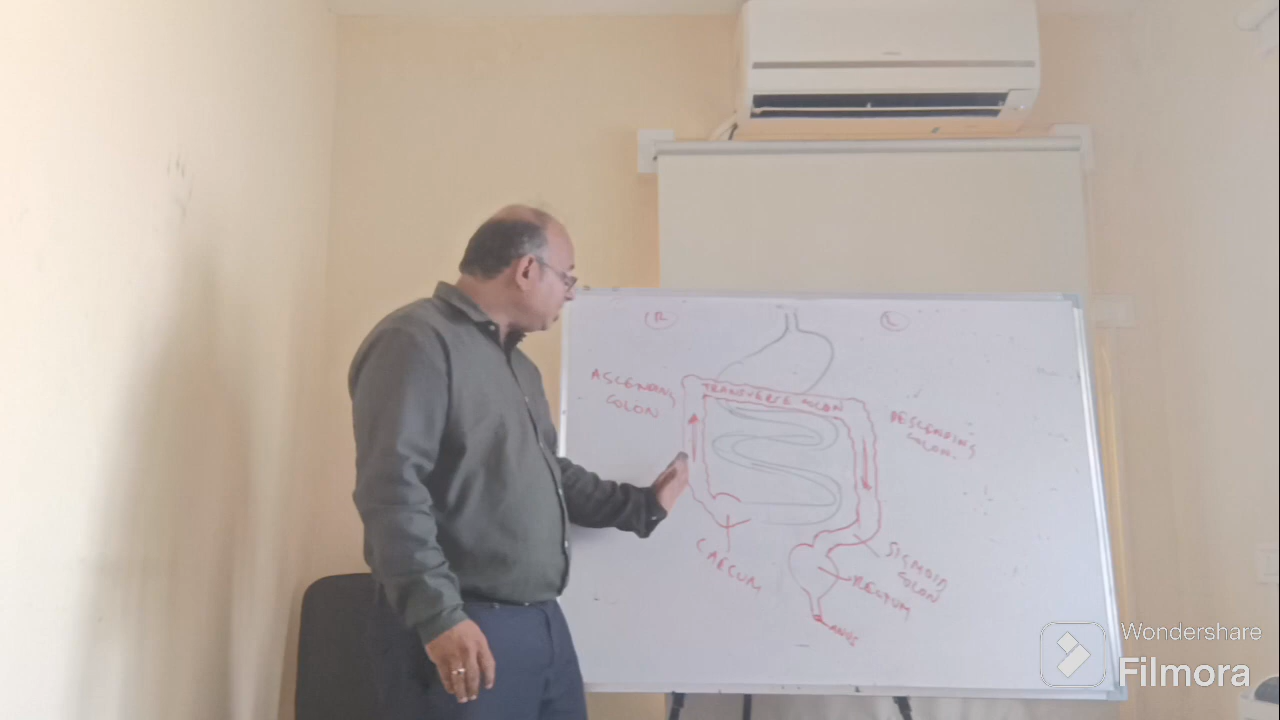 R
L
ASCENDING
COLON
TRANSVERSE COLON
DESCENDING
COLON.
CAECUM
SIGMOID
COLON
RECTUM
ANUS
Wondershare
Filmora